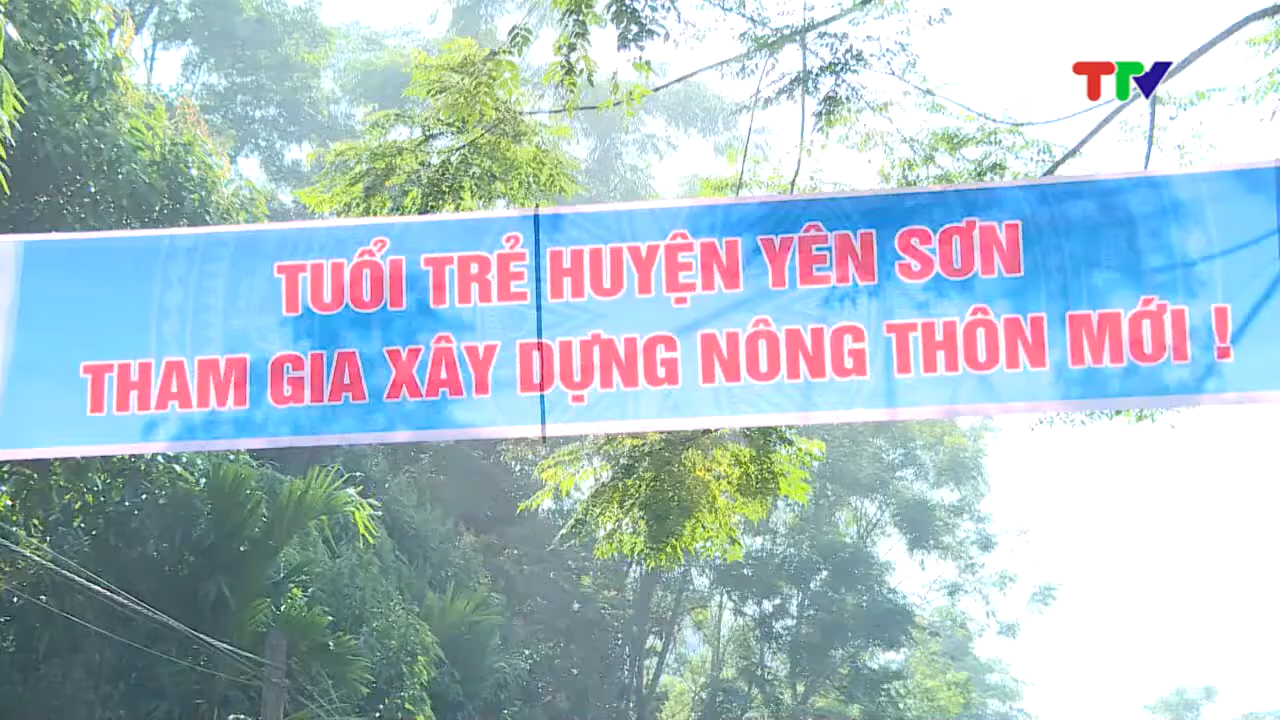 TTV
TUỔI TRẺ HUYỆN YÊN SƠN
THAM GIA XÂY DỰNG NÔNG THÔN MỚI !